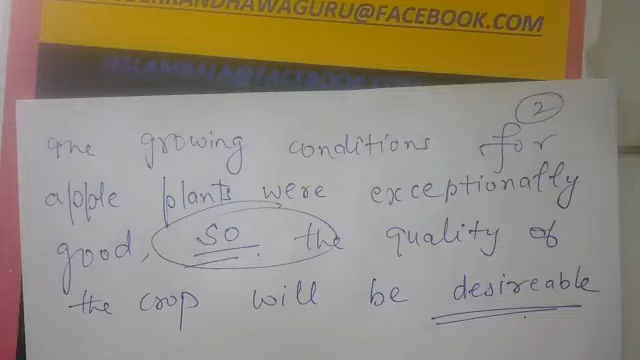 RANDHAWAGURU@FACEBOOK.COM
2
The growing conditions for
apple plants were exceptionally
good, so the quality of
the crop will be desireable